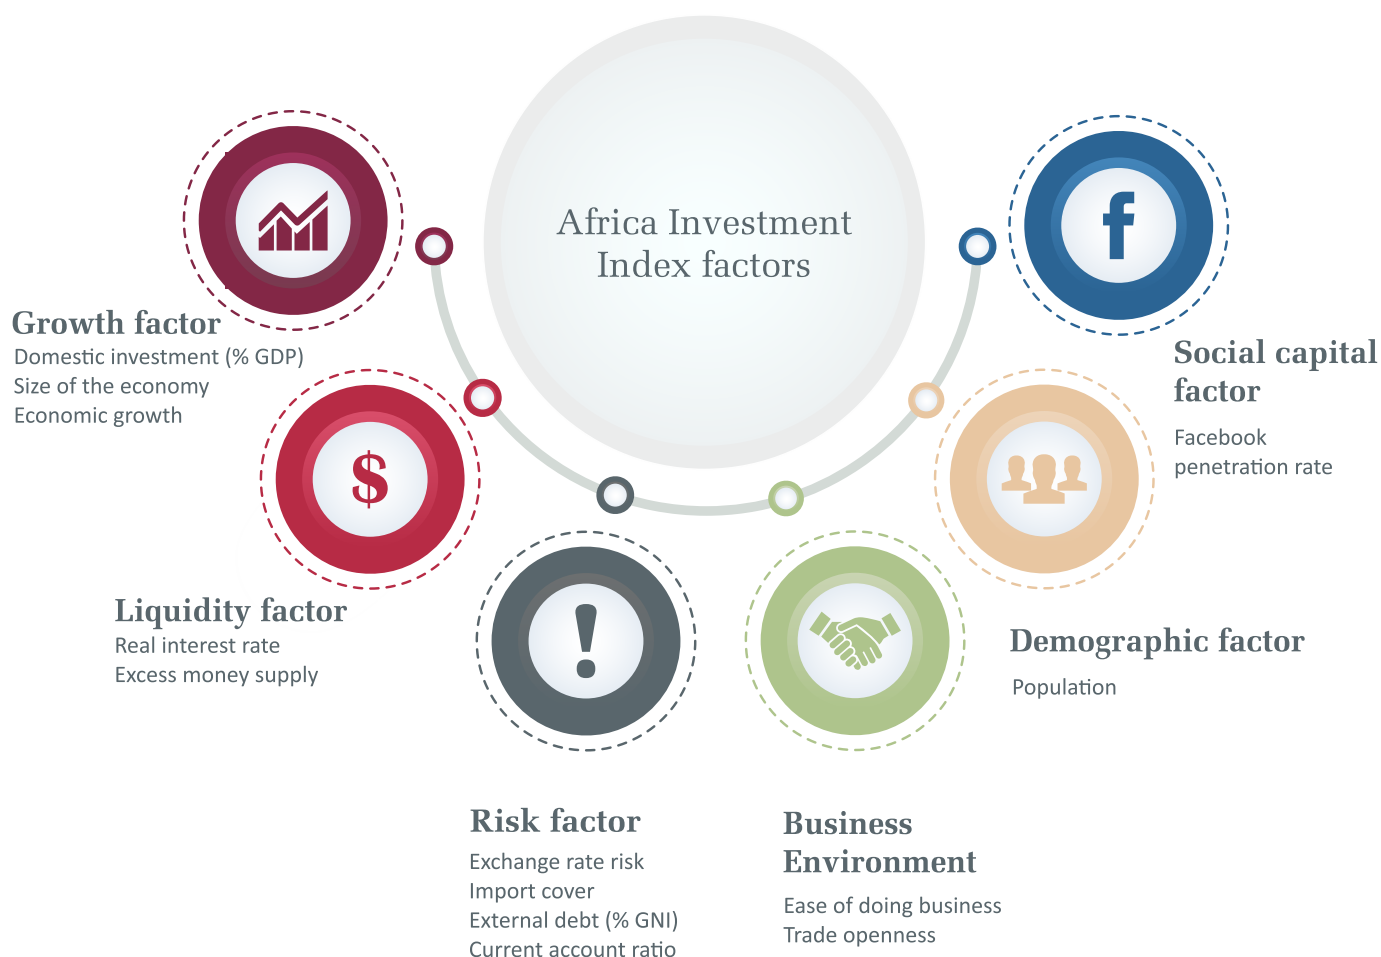 Africa Investment
Index factors
Growth factor
Domestic investment (% GDP)
Size of the economy
Economic growth
Liquidity factor
Real interest rate
Excess money supply
$
Risk factor
Exchange rate risk
Import cover
External debt (% GNI)
Current account ratio
!
Business
Environment
Ease of doing business
Trade openness
Demographic factor
Population
Social capital
factor
Facebook
penetration rate
f